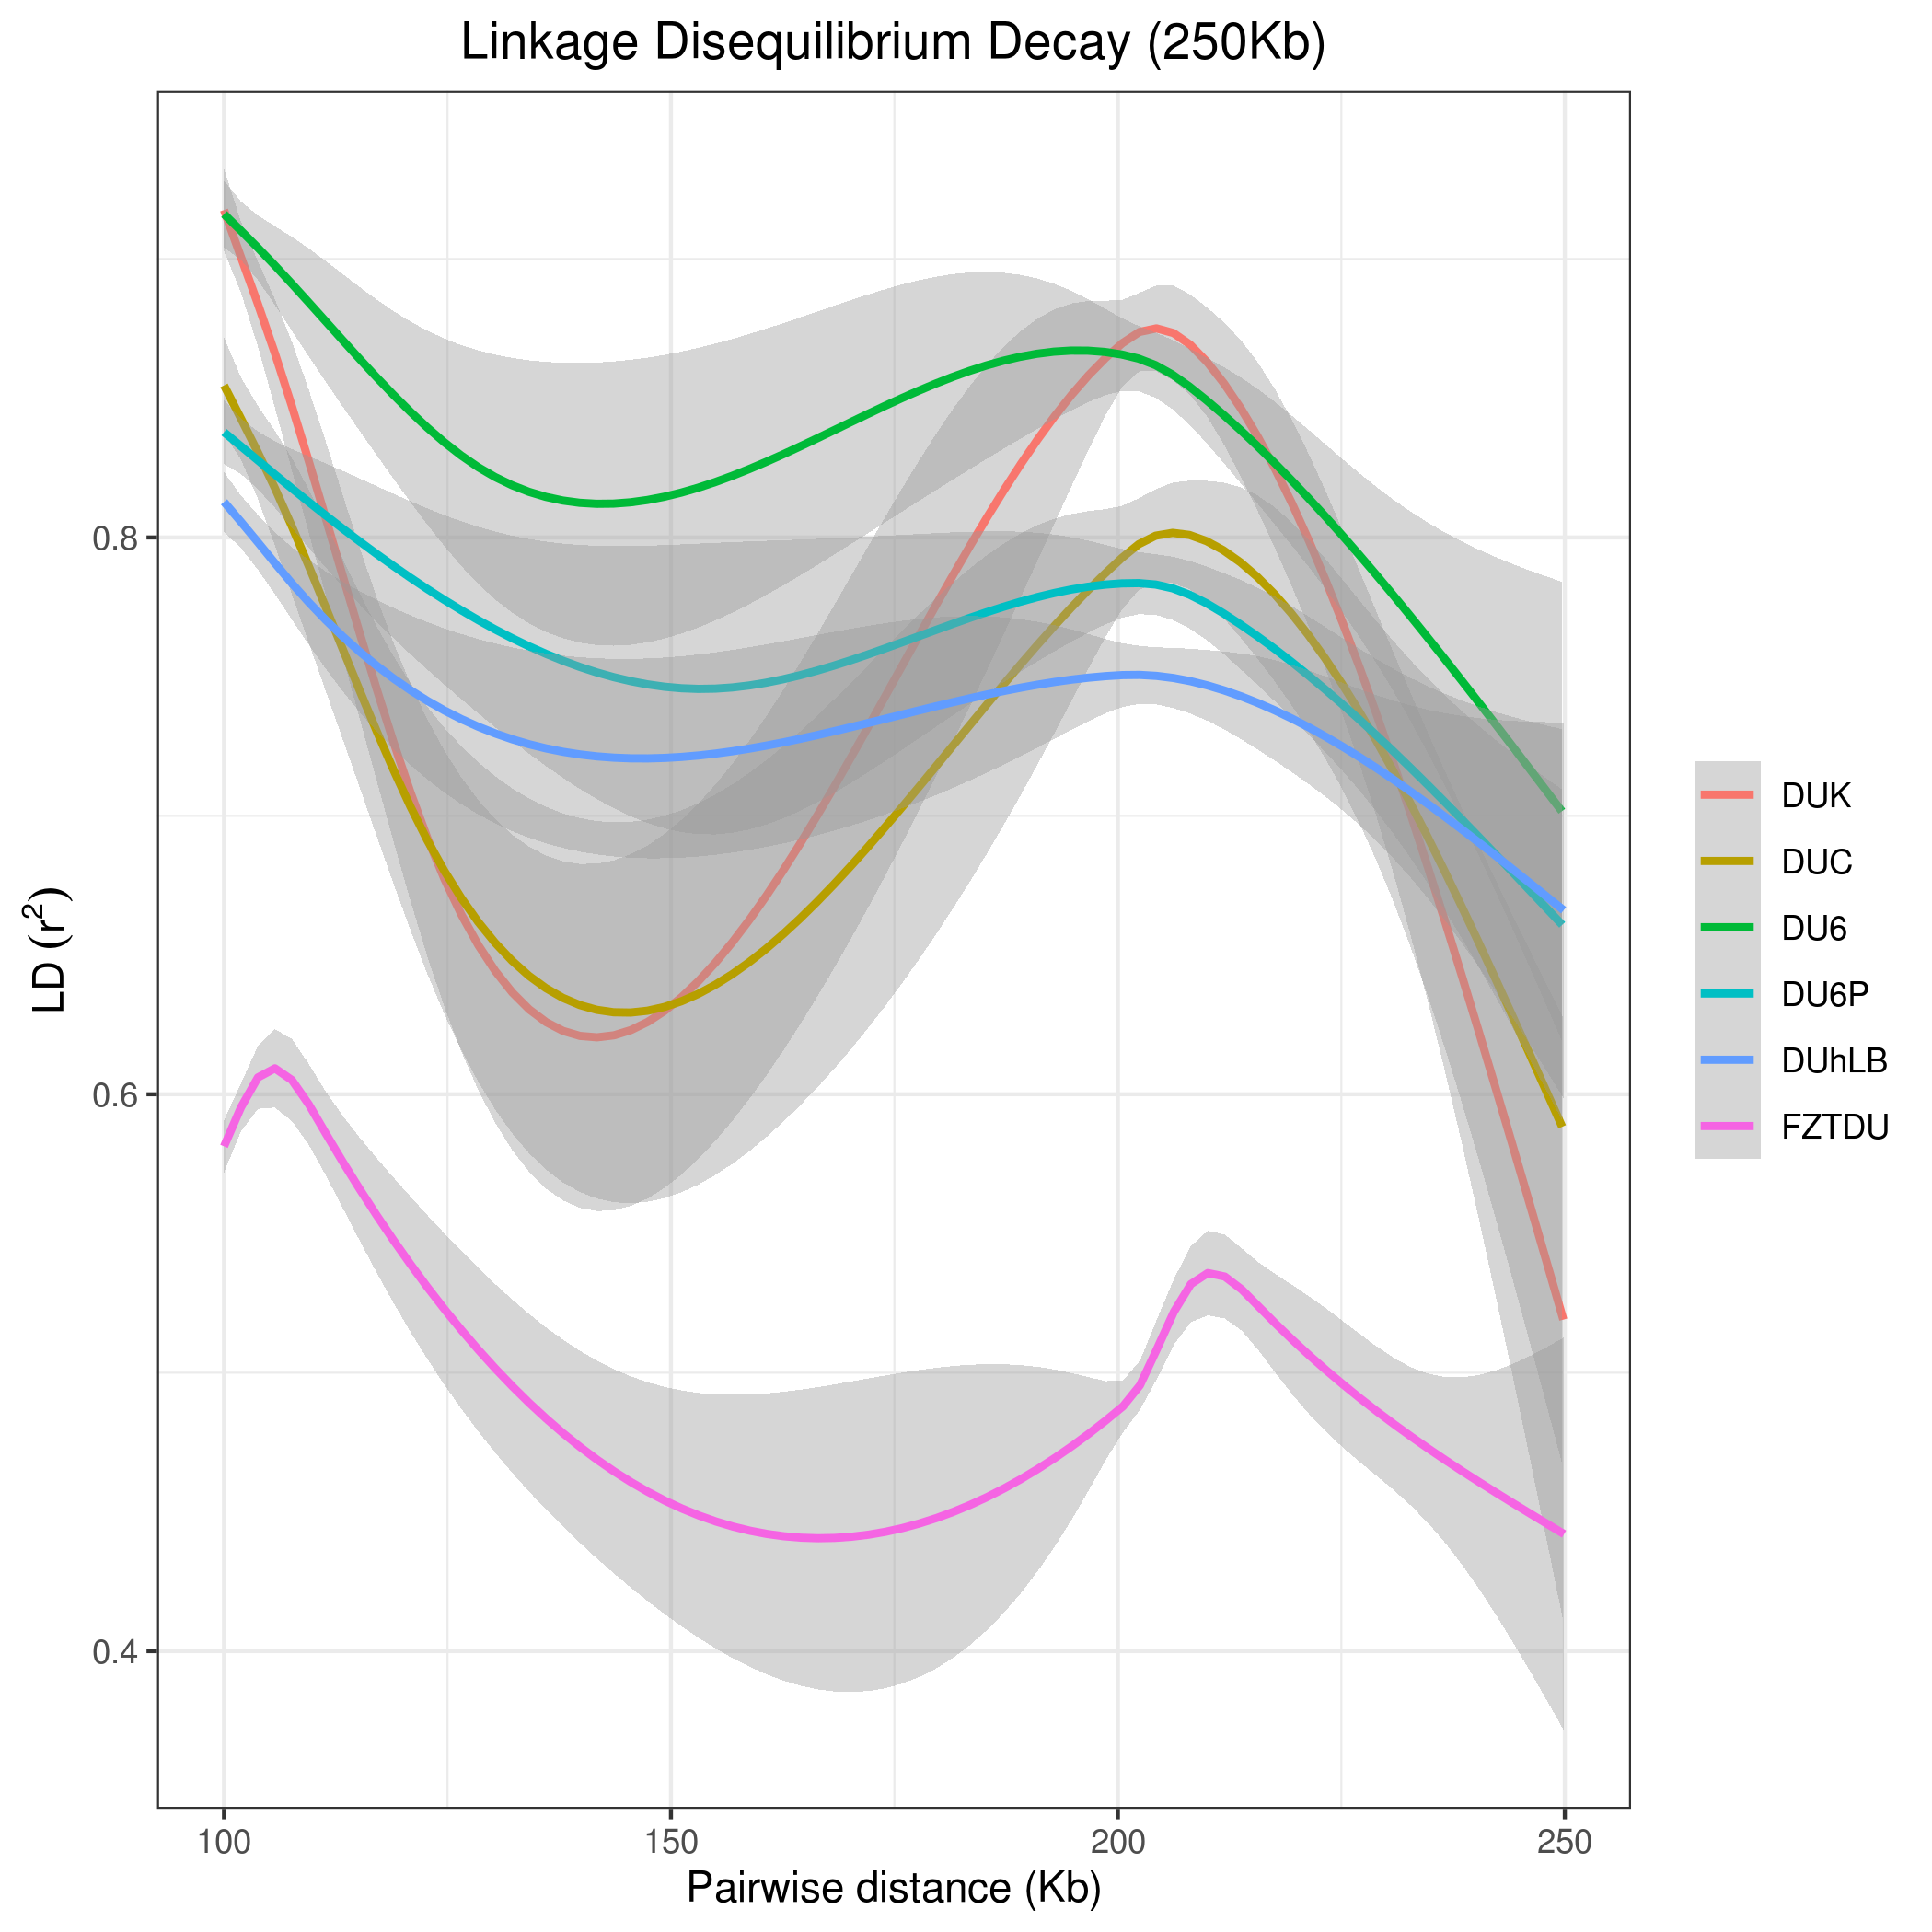 Linkage Disequilibrium Decay (250Kb)
LD (r²)
0.8
0.6
0.4
100 150 200 250
Pairwise distance (Kb)
DUK
DUC
DU6
DU6P
DUhLB
FZTDU